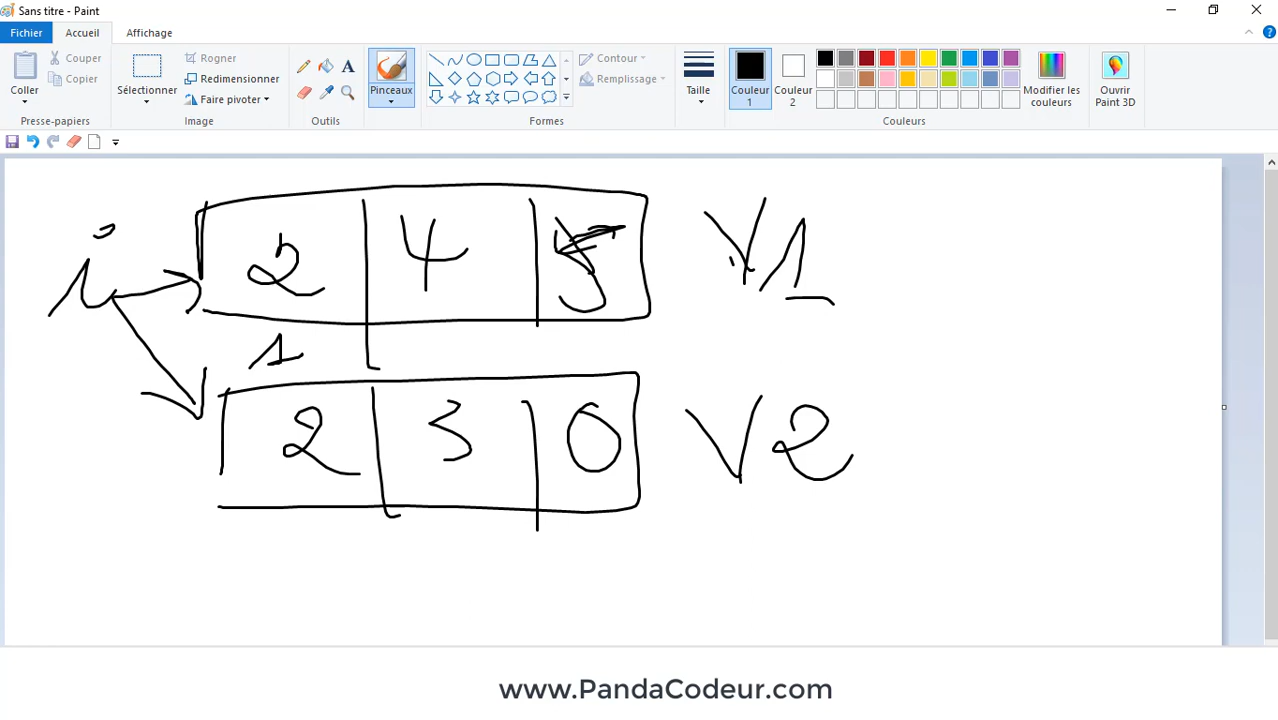 Sans titre - Paint
Fichier Accueil Affichage
Coller
Couper
Copier
Presse-papiers
Sélectionner
Rogner
Redimensionner
Faire pivoter
Image
A
Outils
Pinceaux
Contour
Remplissage
Formes
Taille
Couleur 1
Couleur 2
Modifier les couleurs
Ouvrir Paint 3D
Couleurs
i 2 4 5 V1
1
2 3 0 V2
www.PandaCodeur.com